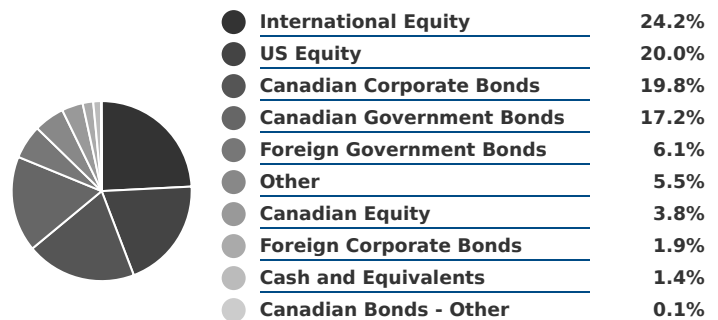 International Equity 24.2%
US Equity 20.0%
Canadian Corporate Bonds 19.8%
Canadian Government Bonds 17.2%
Foreign Government Bonds 6.1%
Other 5.5%
Canadian Equity 3.8%
Foreign Corporate Bonds 1.9%
Cash and Equivalents 1.4%
Canadian Bonds - Other 0.1%